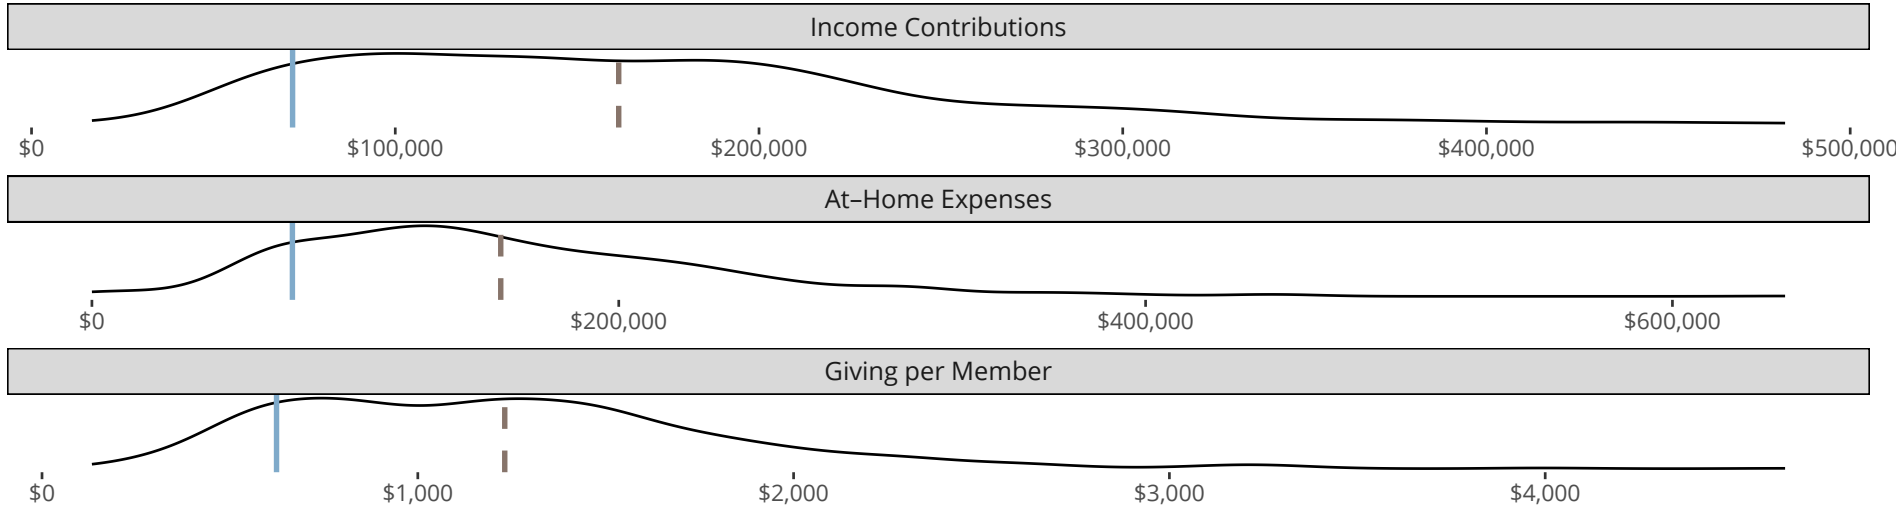 Income Contributions
$0 $100,000 $200,000 $300,000 $400,000 $500,000
At–Home Expenses
$0 $200,000 $400,000 $600,000
Giving per Member
$0 $1,000 $2,000 $3,000 $4,000